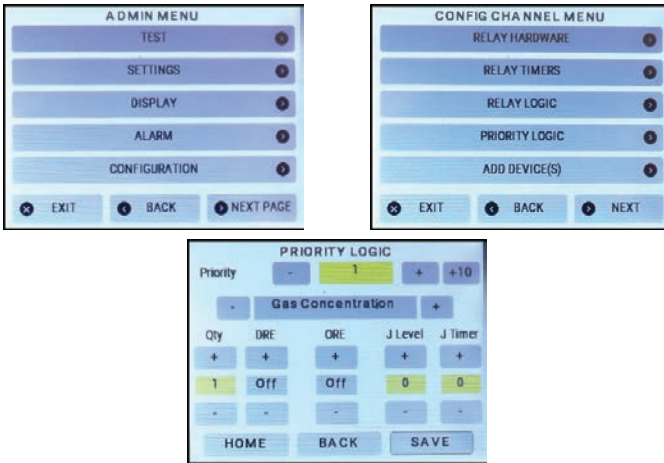 ADMIN MENU
TEST
SETTINGS
DISPLAY
ALARM
CONFIGURATION
EXIT BACK NEXT PAGE
CONFIG CHANNEL MENU
RELAY HARDWARE
RELAY TIMERS
RELAY LOGIC
PRIORITY LOGIC
ADD DEVICE(S)
EXIT BACK NEXT
PRIORITY LOGIC
Priority - 1 + +10
- Gas Concentration +
Qty DRE ORE J Level J Timer
+ + + + +
1 Off Off 0 0
- - - - -
HOME BACK SAVE